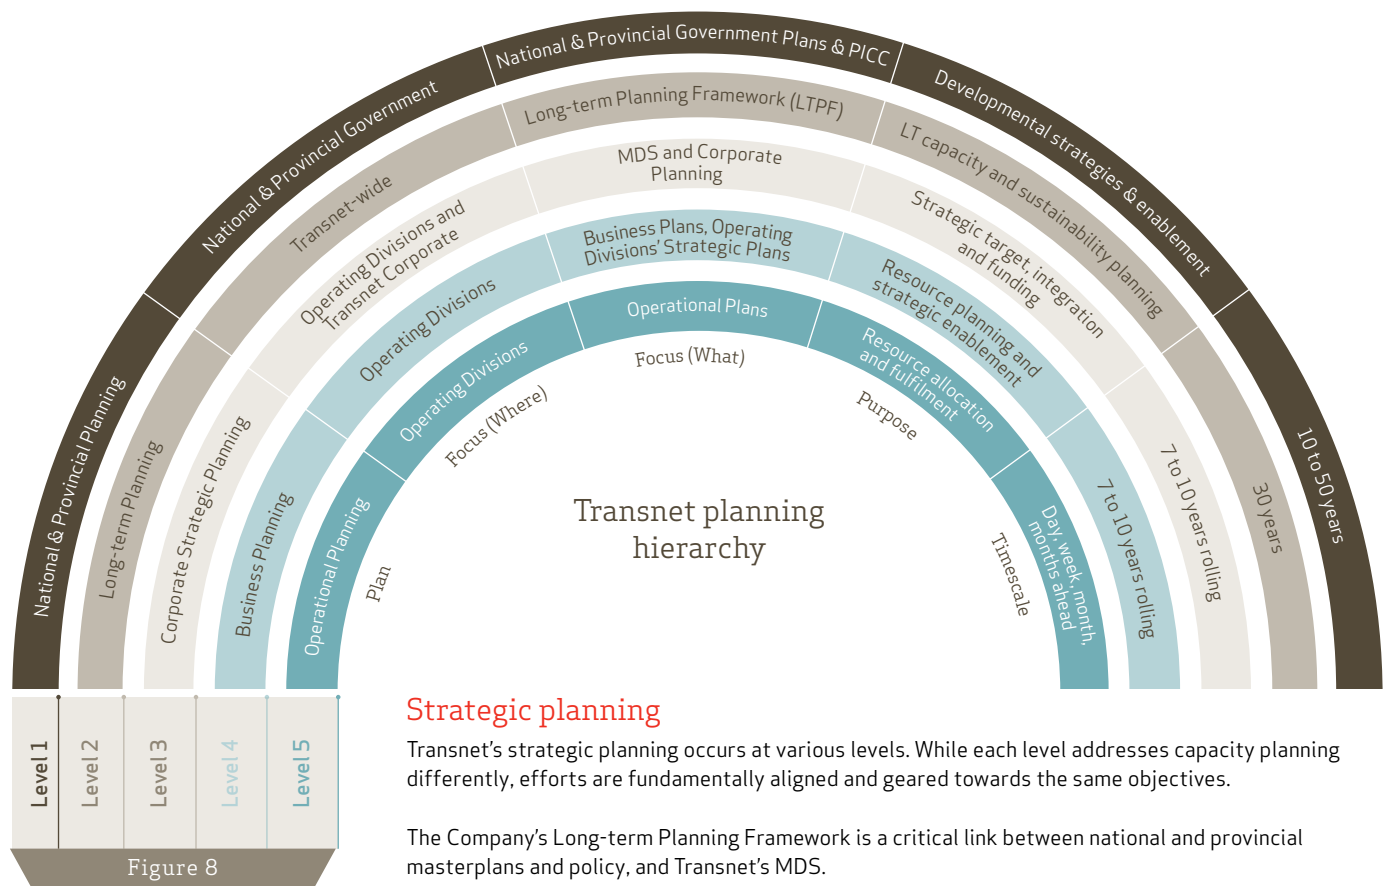 National & Provincial Planning
National & Provincial Government
National & Provincial Government Plans & PICC
Developmental strategies & enablement
10 to 50 years
Long-term Planning
Transnet-wide
Long-term Planning Framework (LTPF)
LT capacity and sustainability planning
30 years
Corporate Strategic Planning
Operating Divisions and
Transnet Corporate
MDS and Corporate
Planning
Strategic target, integration
and funding
7 to 10 years rolling
Business Planning
Operating Divisions
Business Plans, Operating
Divisions’ Strategic Plans
Resource planning and
strategic enablement
7 to 10 years rolling
Operational Planning
Operating Divisions
Operational Plans
Resource allocation
and fulfilment
Day, week, month,
months ahead
Plan
Focus (Where)
Focus (What)
Purpose
Timescale
Transnet planning
hierarchy
Level 1
Level 2
Level 3
Level 4
Level 5
Figure 8
Strategic planning
Transnet’s strategic planning occurs at various levels. While each level addresses capacity planning
differently, efforts are fundamentally aligned and geared towards the same objectives.
The Company’s Long-term Planning Framework is a critical link between national and provincial
masterplans and policy, and Transnet’s MDS.